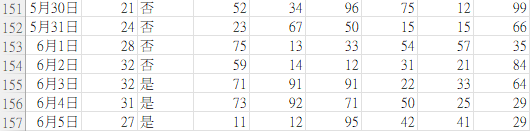 151 5月30日 21 否 52 34 96 75 12 99
152 5月31日 24 否 23 67 50 15 15 66
153 6月1日 28 否 75 13 33 54 57 35
154 6月2日 32 否 59 14 12 31 21 84
155 6月3日 32 是 71 91 91 22 33 64
156 6月4日 31 是 73 92 71 50 25 29
157 6月5日 27 是 11 12 95 42 41 29